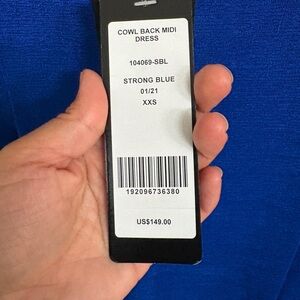 COWL BACK MIDI
DRESS
104069-SBL
STRONG BLUE
01/21
XXS
192096736380
US$149.00